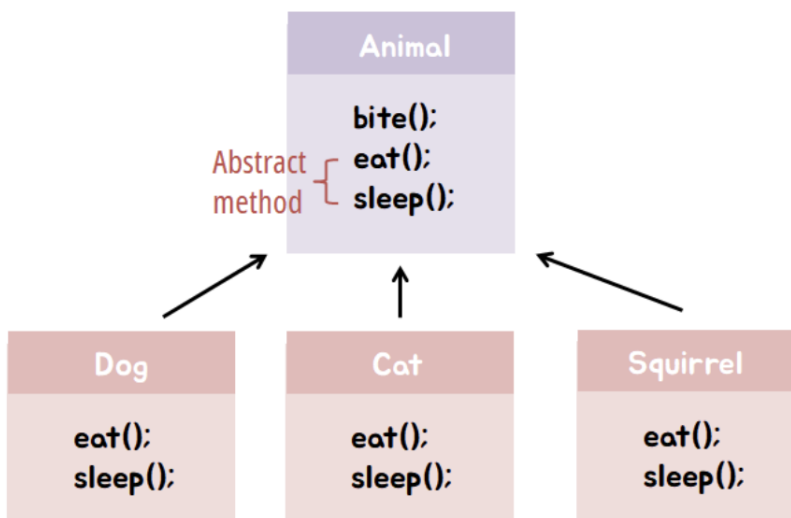 Animal
bite();
Abstract
method
eat();
sleep();
Dog
eat();
sleep();
Cat
eat();
sleep();
Squirrel
eat();
sleep();